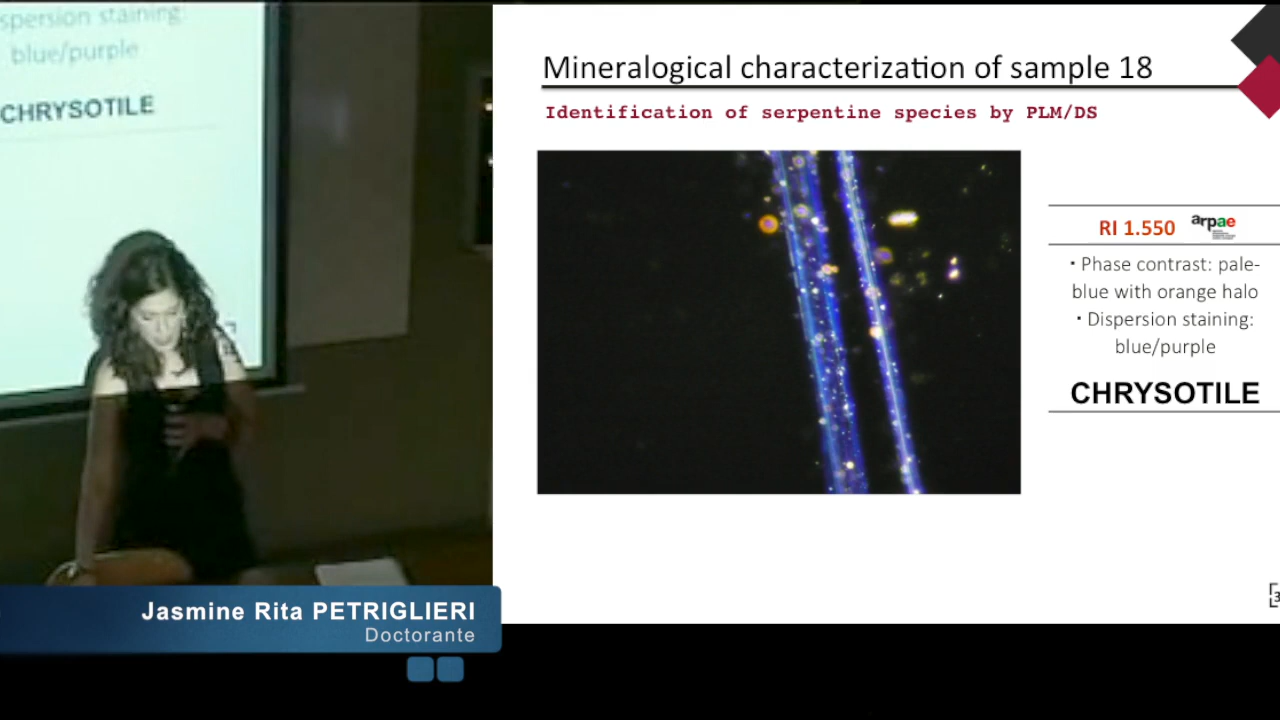 spersion staining:
blue/purple
CHRYSOTILE
Mineralogical characterization of sample 18
Identification of serpentine species by PLM/DS
RI 1.550
arpae
• Phase contrast: pale-
blue with orange halo
• Dispersion staining:
blue/purple
CHRYSOTILE
Jasmine Rita PETRIGLIERI
Doctorante